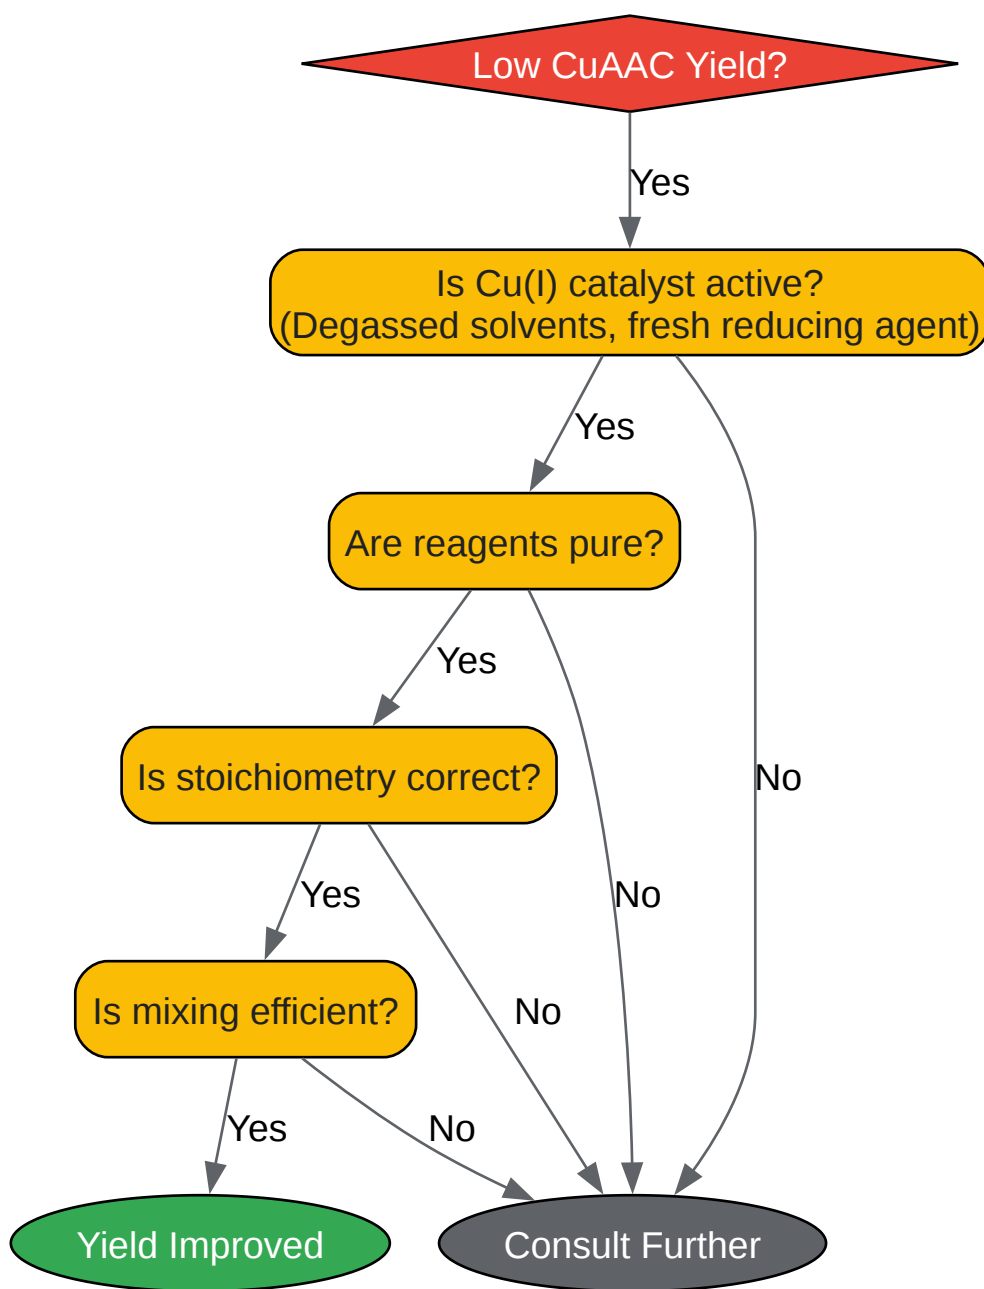 Low CuAAC Yield?
Yes
Is Cu(I) catalyst active?
(Degassed solvents, fresh reducing agent)
Yes
Are reagents pure?
Yes
Is stoichiometry correct?
No
Yes
No
Is mixing efficient?
No
Yes
No
Yield Improved
Consult Further